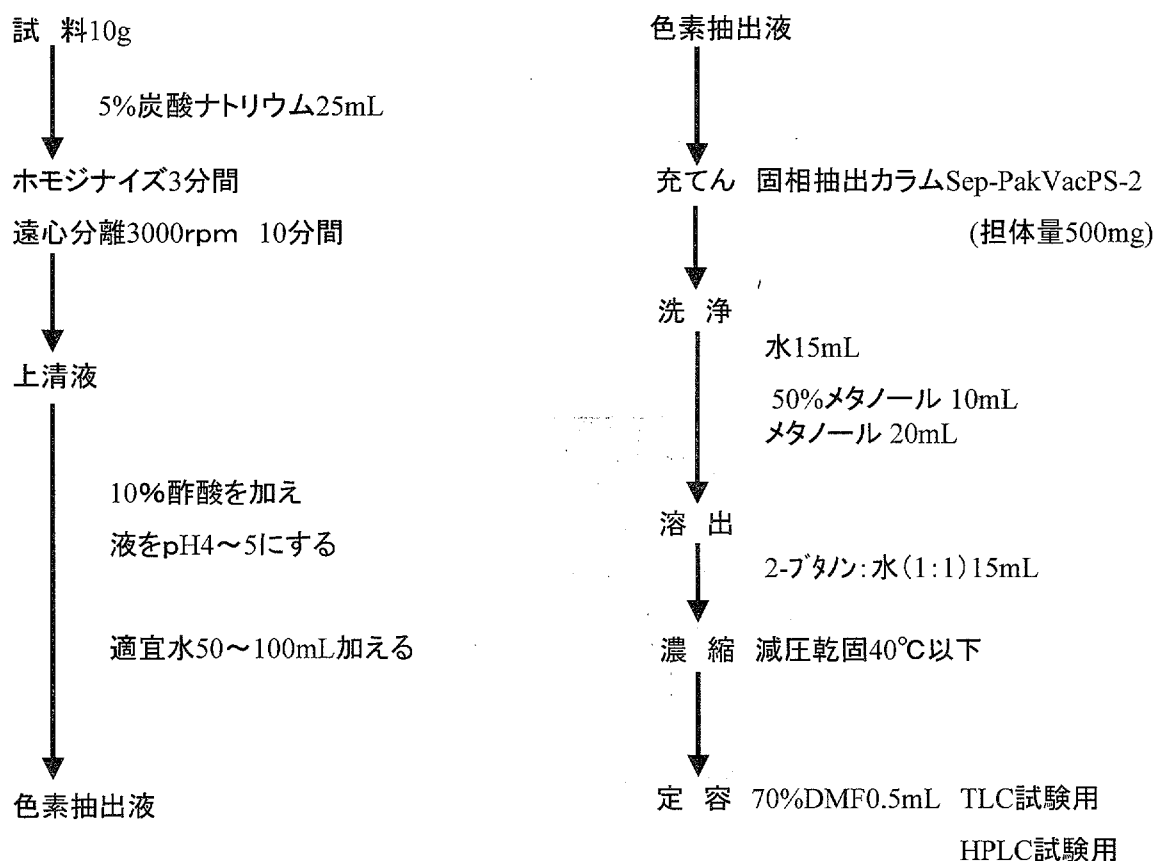 試 料10g
5%炭酸ナトリウム25mL
ホモジナイズ3分間
遠心分離3000rpm 10分間
上清液
10%酢酸を加え
液をpH4～5にする
適宜水50～100mL加える
色素抽出液
色素抽出液
充てん 固相抽出カラムSep-PakVacPS-2
(担体量500mg)
洗 浄
水15mL
50%メタノール 10mL
メタノール 20mL
溶 出
2-ﾌﾞﾀﾉﾝ:水(1:1)15mL
濃 縮 減圧乾固40℃以下
定 容 70%DMF0.5mL TLC試験用
HPLC試験用